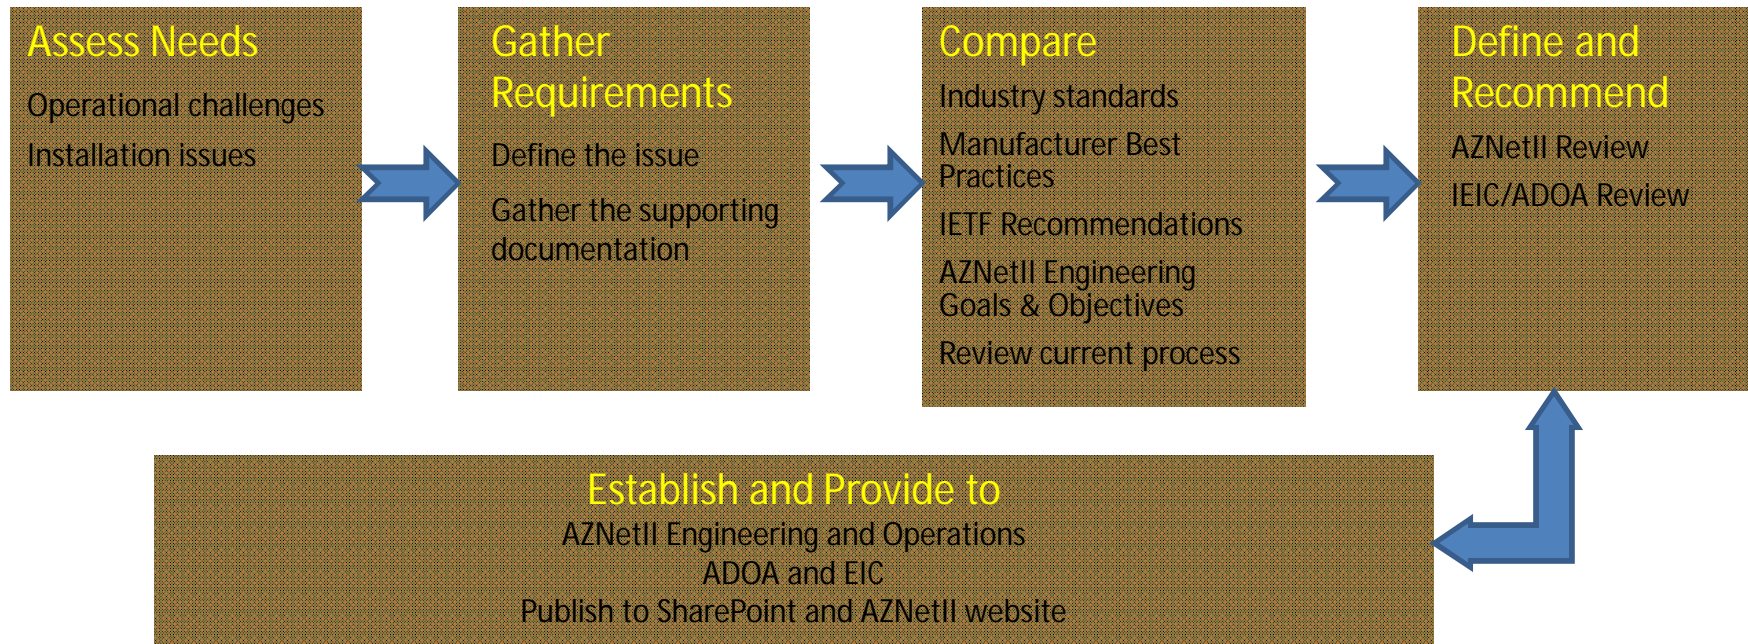 Assess Needs
Operational challenges
Installation issues
Gather
Requirements
Define the issue
Gather the supporting
documentation
Compare
Industry standards
Manufacturer Best
Practices
IETF Recommendations
AZNetII Engineering
Goals & Objectives
Review current process
Define and
Recommend
AZNetII Review
IEIC/ADOA Review
Establish and Provide to
AZNetII Engineering and Operations
ADOA and EIC
Publish to SharePoint and AZNetII website